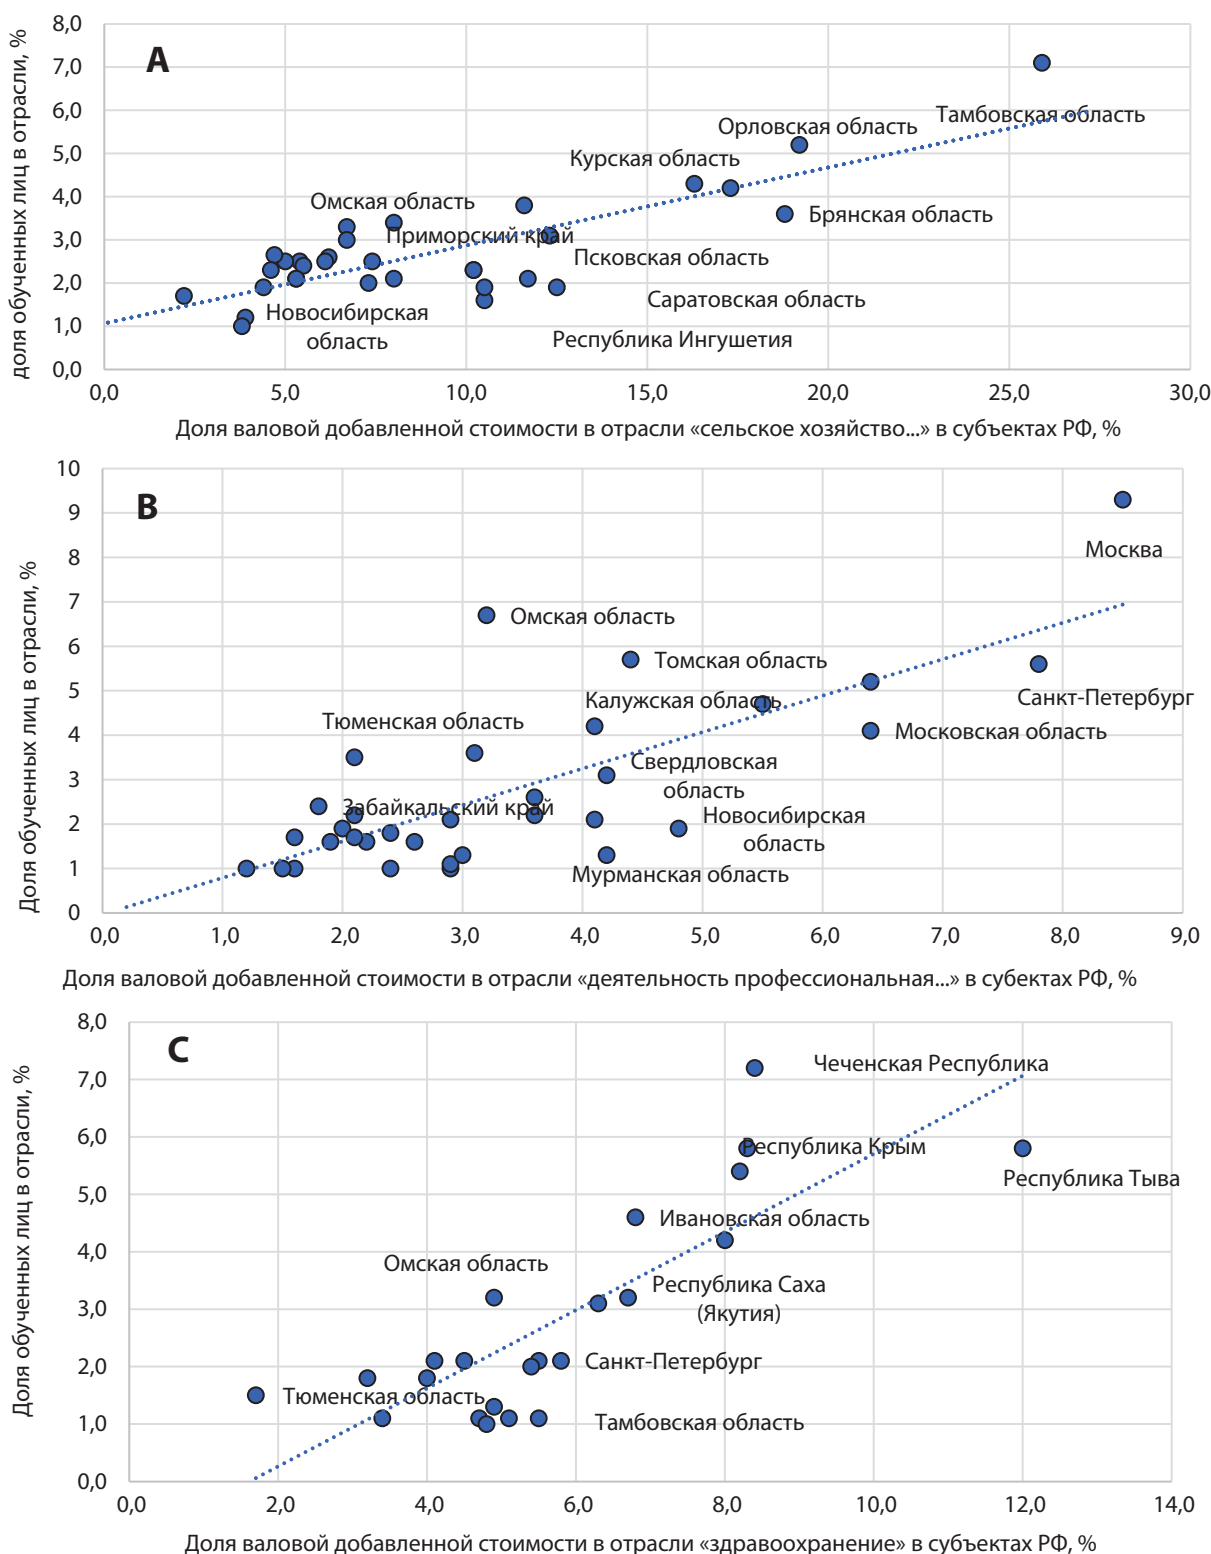 доля обученных лиц в отрасли, %
8,0
7,0
6,0
5,0
4,0
3,0
2,0
1,0
0,0
A
Тамбовская область
Орловская область
Курская область
Омская область
Брянская область
Приморский край
Псковская область
Саратовская область
Новосибирская
область
Республика Ингушетия
0,0 5,0 10,0 15,0 20,0 25,0 30,0
Доля валовой добавленной стоимости в отрасли «сельское хозяйство...» в субъектах РФ, %
Доля обученных лиц в отрасли, %
10
9
8
7
6
5
4
3
2
1
0
B
Москва
Омская область
Томская область
Калужская область
Санкт-Петербург
Тюменская область
Московская область
Свердловская
область
Забайкальский край
Новосибирская
область
Мурманская область
0,0 1,0 2,0 3,0 4,0 5,0 6,0 7,0 8,0 9,0
Доля валовой добавленной стоимости в отрасли «деятельность профессиональная...» в субектах РФ, %
Доля обученных лиц в отрасли, %
8,0
7,0
6,0
5,0
4,0
3,0
2,0
1,0
0,0
C
Чеченская Республика
Республика Крым
Республика Тыва
Ивановская область
Омская область
Республика Саха
(Якутия)
Санкт-Петербург
Тюменская область
Тамбовская область
0,0 2,0 4,0 6,0 8,0 10,0 12,0 14,0
Доля валовой добавленной стоимости в отрасли «здравоохранение» в субъектах РФ, %